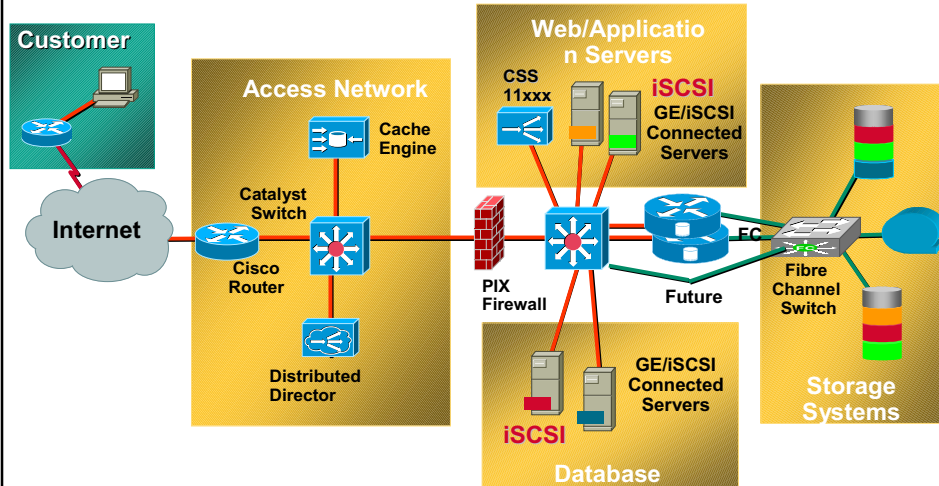 Customer
Internet
Access Network
Cache
Engine
Catalyst
Switch
Cisco
Router
Distributed
Director
PIX
Firewall
Web/Applicatio
n Servers
CSS
11xxx
iSCSI
GE/iSCSI
Connected
Servers
FC
Future
Fibre
Channel
Switch
Storage
Systems
GE/iSCSI
Connected
Servers
iSCSI
Database